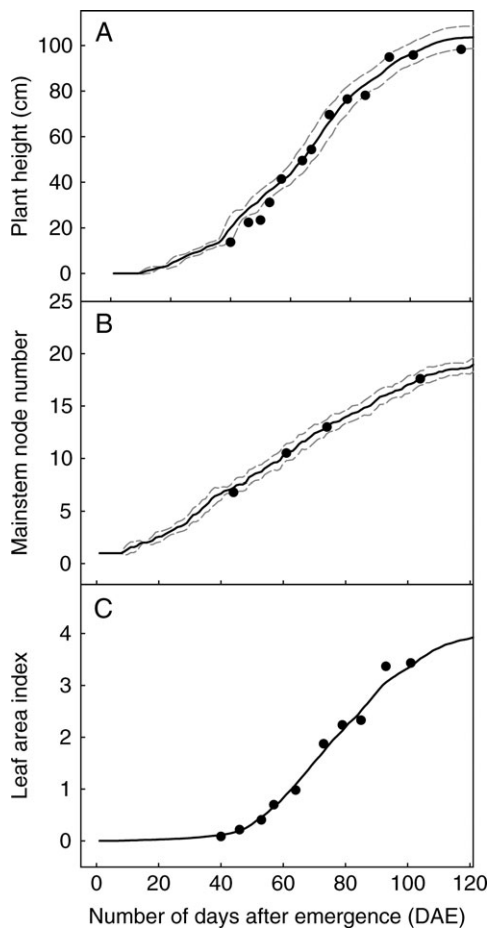 A
100
80
60
40
20
0
Plant height (cm)
B
25
20
15
10
5
0
Mainstem node number
C
4
3
2
1
0
Leaf area index
0 20 40 60 80 100 120
Number of days after emergence (DAE)